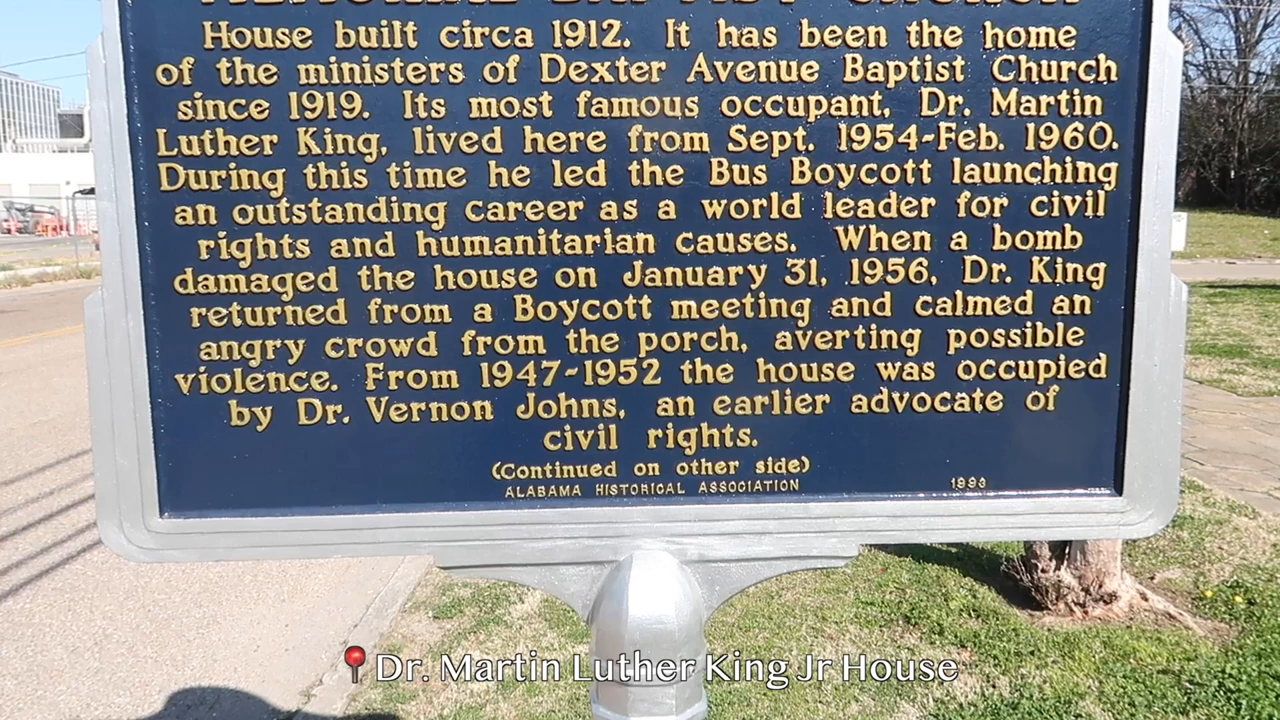 MEMORIAL BAPTIST CHURCH
House built circa 1912. It has been the home
of the ministers of Dexter Avenue Baptist Church
since 1919. Its most famous occupant, Dr. Martin
Luther King, lived here from Sept. 1954-Feb. 1960.
During this time he led the Bus Boycott launching
an outstanding career as a world leader for civil
rights and humanitarian causes. When a bomb
damaged the house on January 31, 1956, Dr. King
returned from a Boycott meeting and calmed an
angry crowd from the porch, averting possible
violence. From 1947-1952 the house was occupied
by Dr. Vernon Johns, an earlier advocate of
civil rights.
(Continued on other side)
ALABAMA HISTORICAL ASSOCIATION 1993
Dr. Martin Luther King Jr House